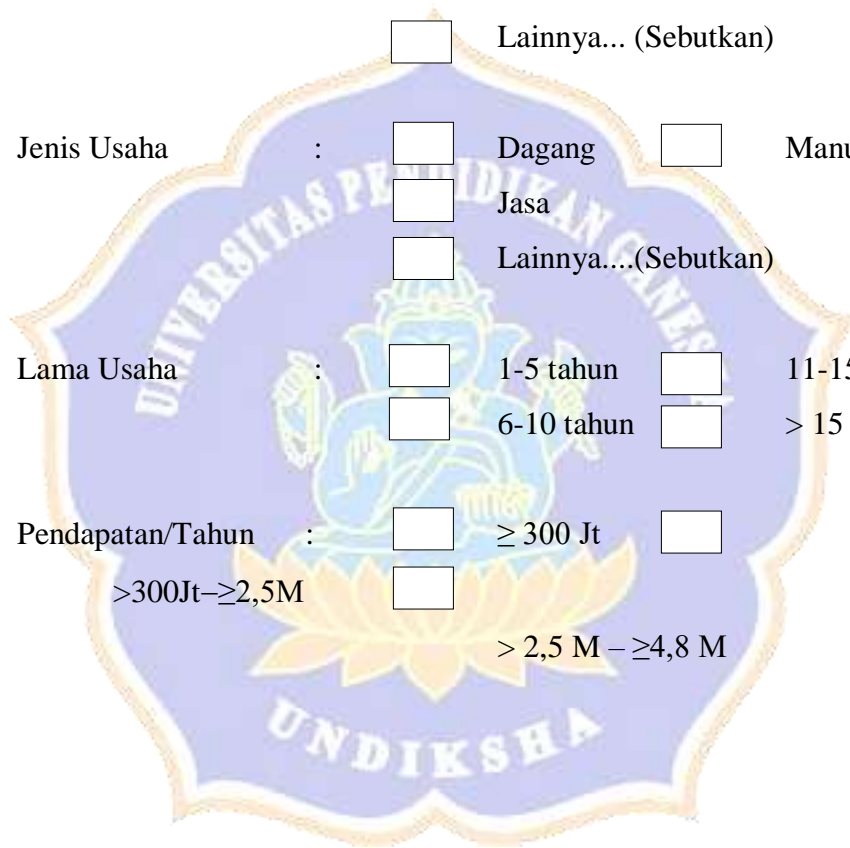 Lainnya... (Sebutkan)
Jenis Usaha : Dagang Manu
Jasa
Lainnya....(Sebutkan)
Lama Usaha : 1-5 tahun 11-15
6-10 tahun > 15
Pendapatan/Tahun : ≥ 300 Jt
>300Jt–≥2,5M
> 2,5 M – ≥4,8 M
UNIVERSITAS PENDIDIKAN GANESHA
UNDIKSHA